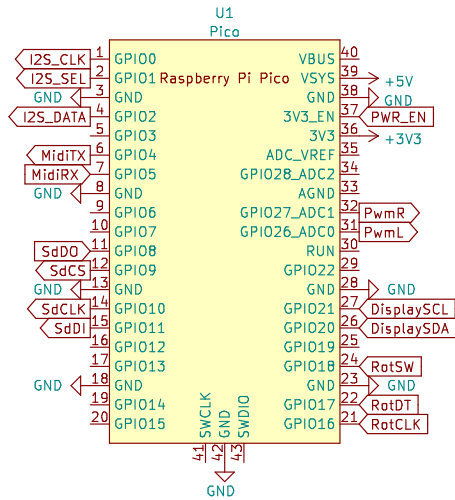 U1
Pico
I2S_CLK 1 GPIO0 VBUS 40
I2S_SEL 2 GPIO1 Raspberry Pi Pico VSYS 39 +5V
GND 3 GND GND 38 GND
I2S_DATA 4 GPIO2 3V3_EN 37 PWR_EN
5 GPIO3 3V3 36 +3V3
MidiTX 6 GPIO4 ADC_VREF 35
MidiRX 7 GPIO5 GPIO28_ADC2 34
GND 8 GND AGND 33
9 GPIO6 GPIO27_ADC1 32 PwmR
10 GPIO7 GPIO26_ADC0 31 PwmL
SdDO 11 GPIO8 RUN 30
SdCS 12 GPIO9 GPIO22 29
GND 13 GND GND 28 GND
SdCLK 14 GPIO10 GPIO21 27 DisplaySCL
SdDI 15 GPIO11 GPIO20 26 DisplaySDA
16 GPIO12 GPIO19 25
17 GPIO13 GPIO18 24 RotSW
GND 18 GND GND 23 GND
19 GPIO14 GPIO17 22 RotDT
20 GPIO15 GPIO16 21 RotCLK
SWCLK GND SWDIO
41 42 43
GND